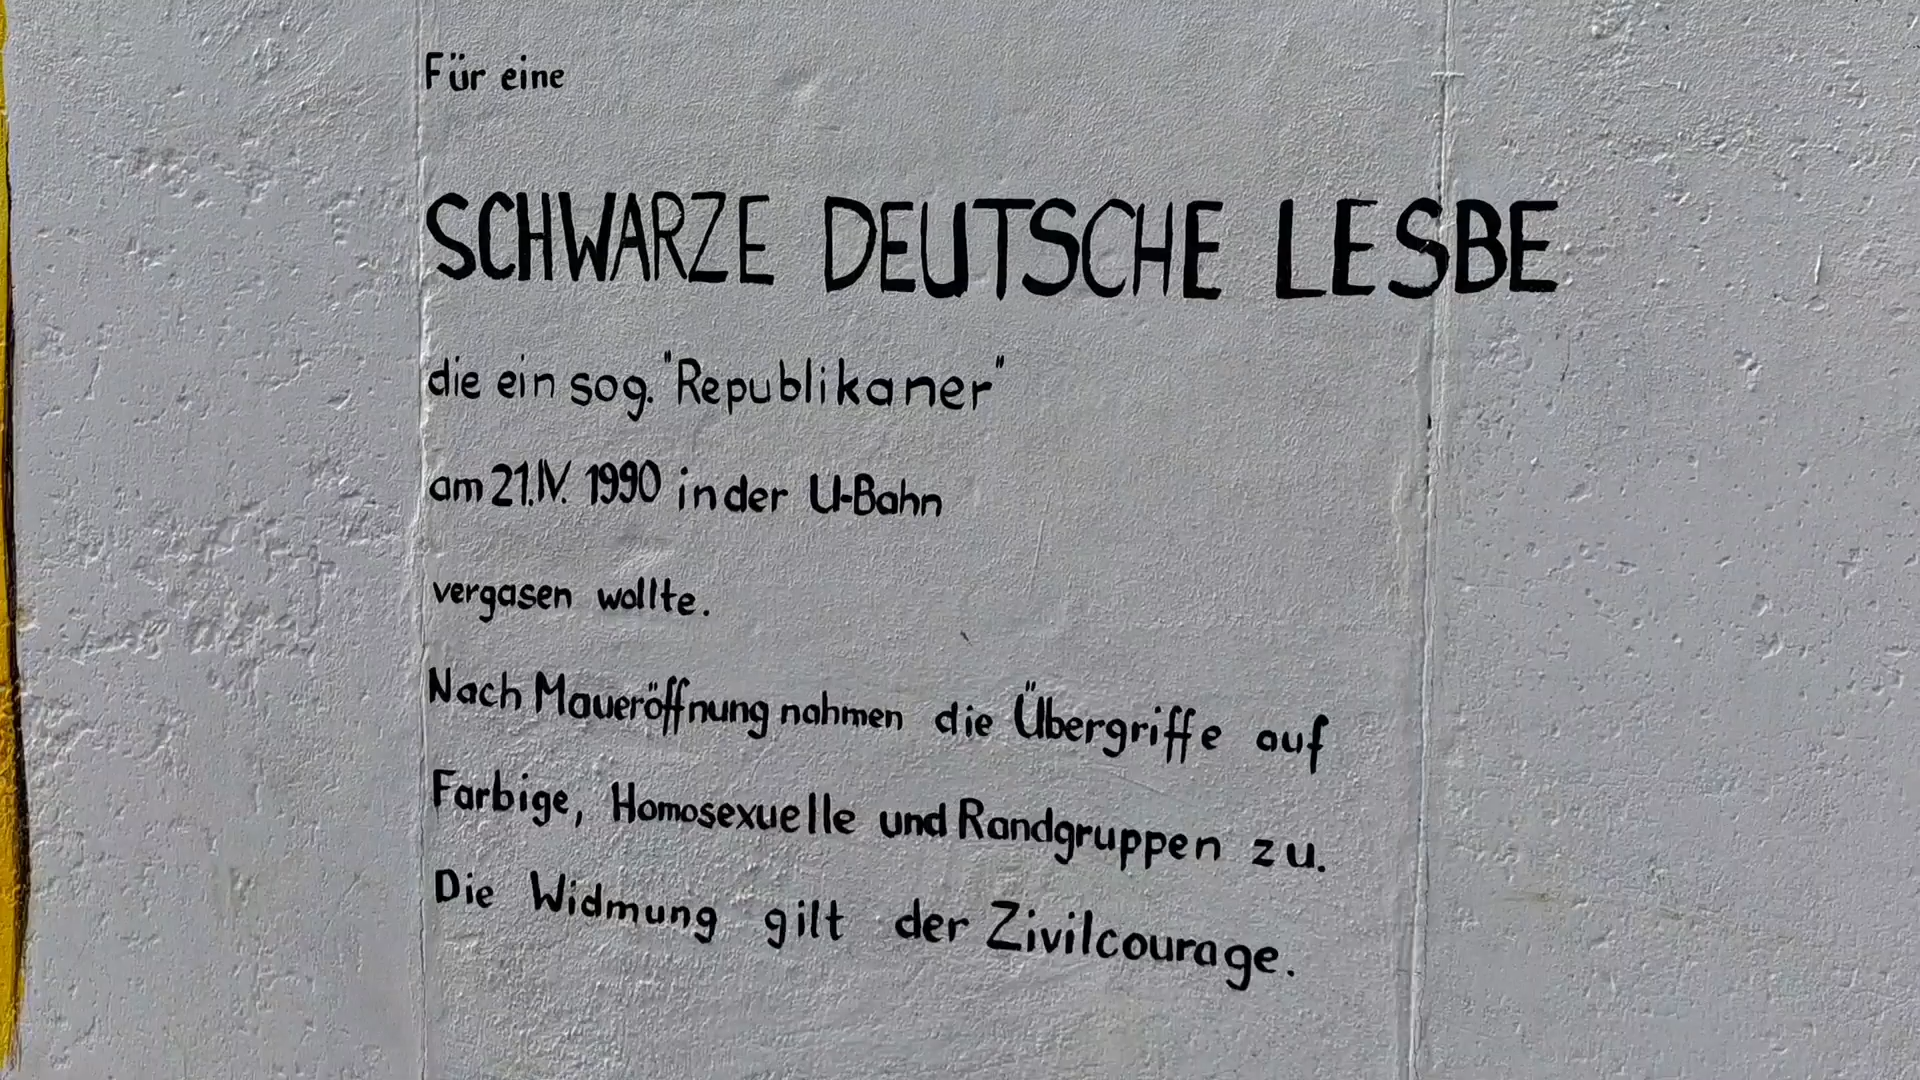 Für eine
SCHWARZE DEUTSCHE LESBE
die ein sog. "Republikaner"
am 21.IV. 1990 in der U-Bahn
vergasen wollte.
Nach Maueröffnung nahmen die Übergriffe auf
Farbige, Homosexuelle und Randgruppen zu.
Die Widmung gilt der Zivilcourage.